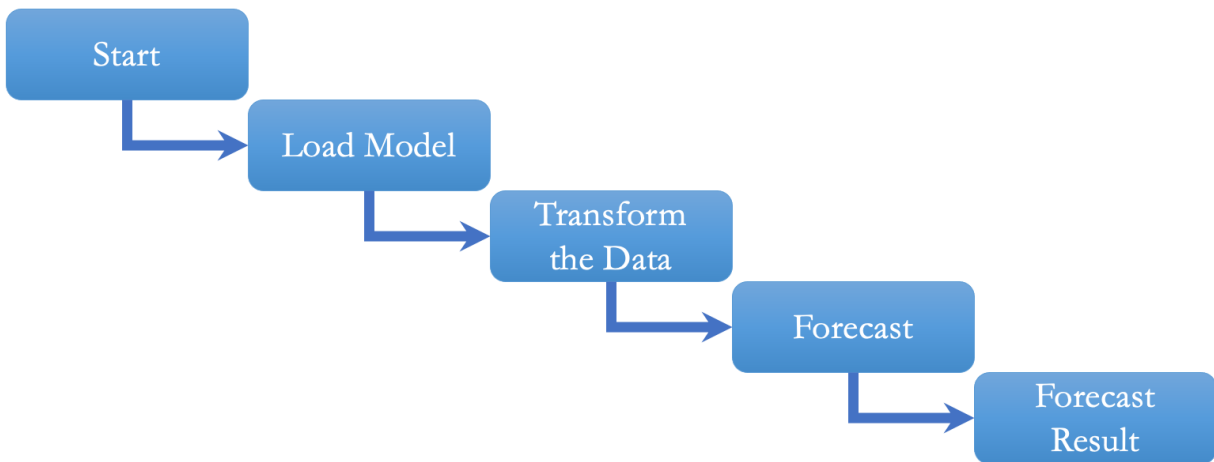 Start
Load Model
Transform
the Data
Forecast
Forecast
Result